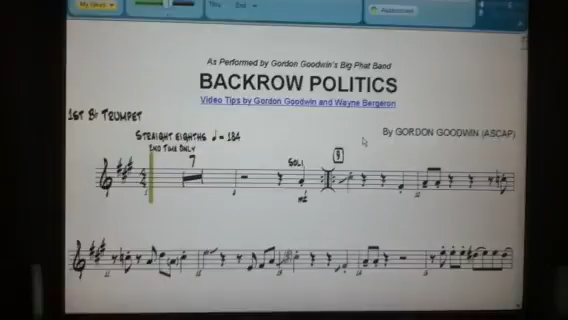 As Performed by Gordon Goodwin's Big Phat Band
BACKROW POLITICS
Video Tips by Gordon Goodwin and Wayne Bergeron
1ST Bb TRUMPET
STRAIGHT EIGHTHS ♩ = 184
2ND TIME ONLY
By GORDON GOODWIN (ASCAP)
7
SOLI
9